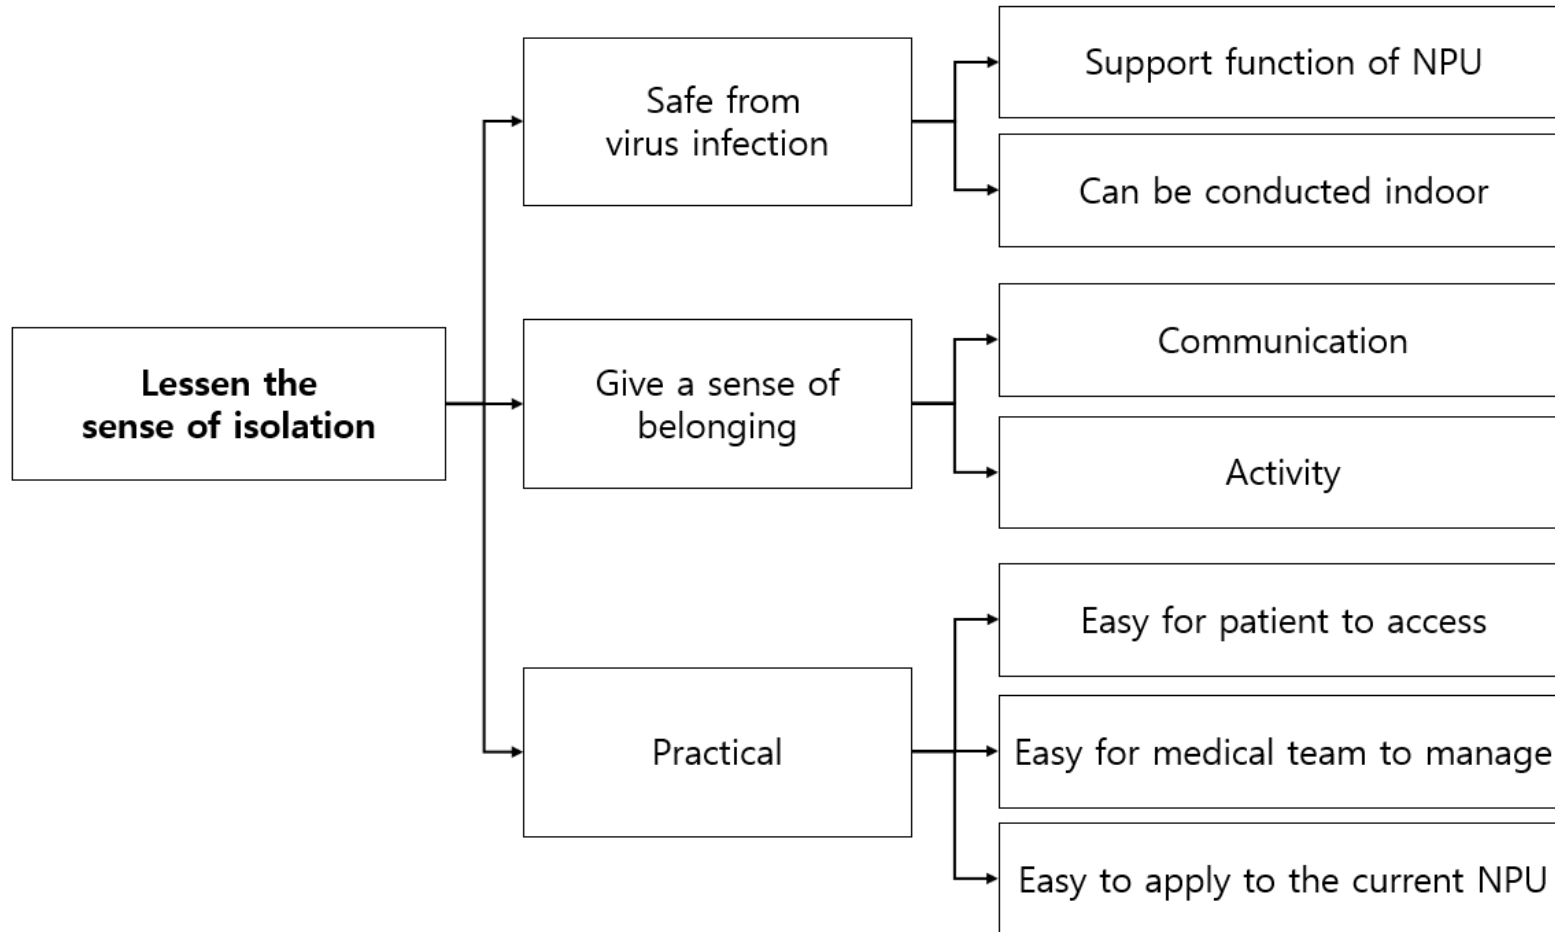 Lessen the
sense of isolation
Safe from
virus infection
Support function of NPU
Can be conducted indoor
Give a sense of
belonging
Communication
Activity
Practical
Easy for patient to access
Easy for medical team to manage
Easy to apply to the current NPU